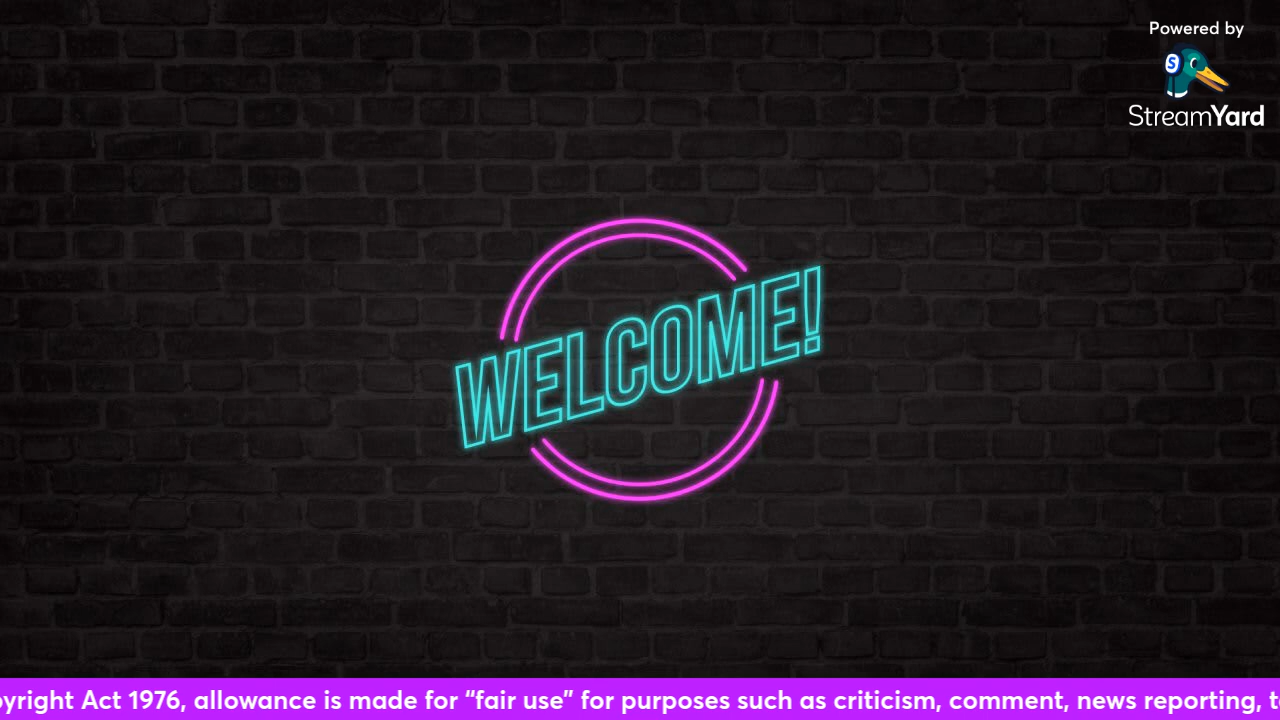 Powered by
S
StreamYard
WELCOME!
Act 1976, allowance is made for “fair use” for purposes such as criticism, comment, news reporting,